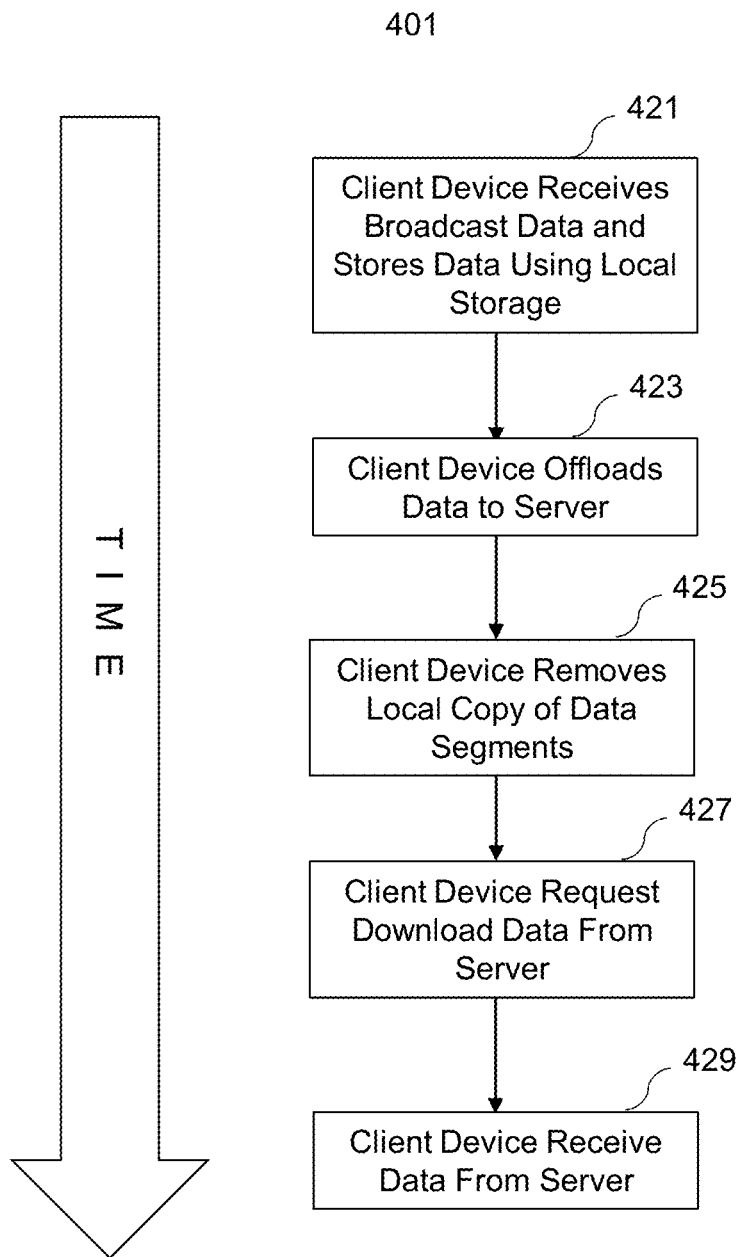 401
421
Client Device Receives
Broadcast Data and
Stores Data Using Local
Storage
423
Client Device Offloads
Data to Server
TIME
425
Client Device Removes
Local Copy of Data
Segments
427
Client Device Request
Download Data From
Server
429
Client Device Receive
Data From Server